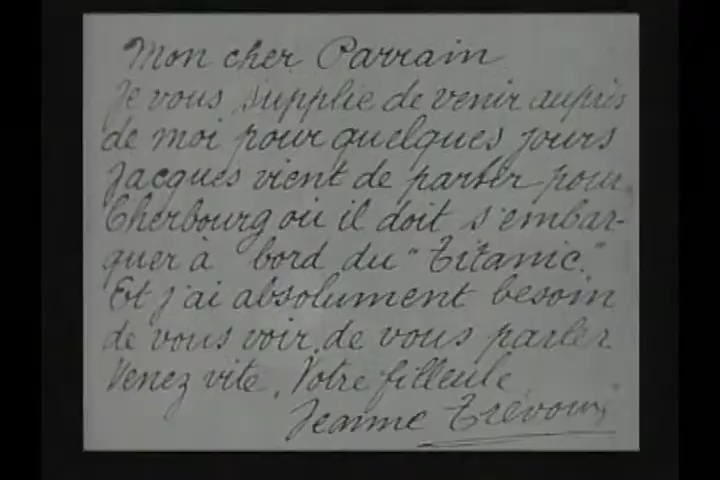 Mon cher Parrain
Je vous supplie de venir auprès
de moi pour quelques jours
Jacques vient de partir pour
Cherbourg où il doit s'embar-
quer à bord du "Titanic."
Et j'ai absolument besoin
de vous voir, de vous parler
Venez vite, Votre filleule
Jeanne Trévoux